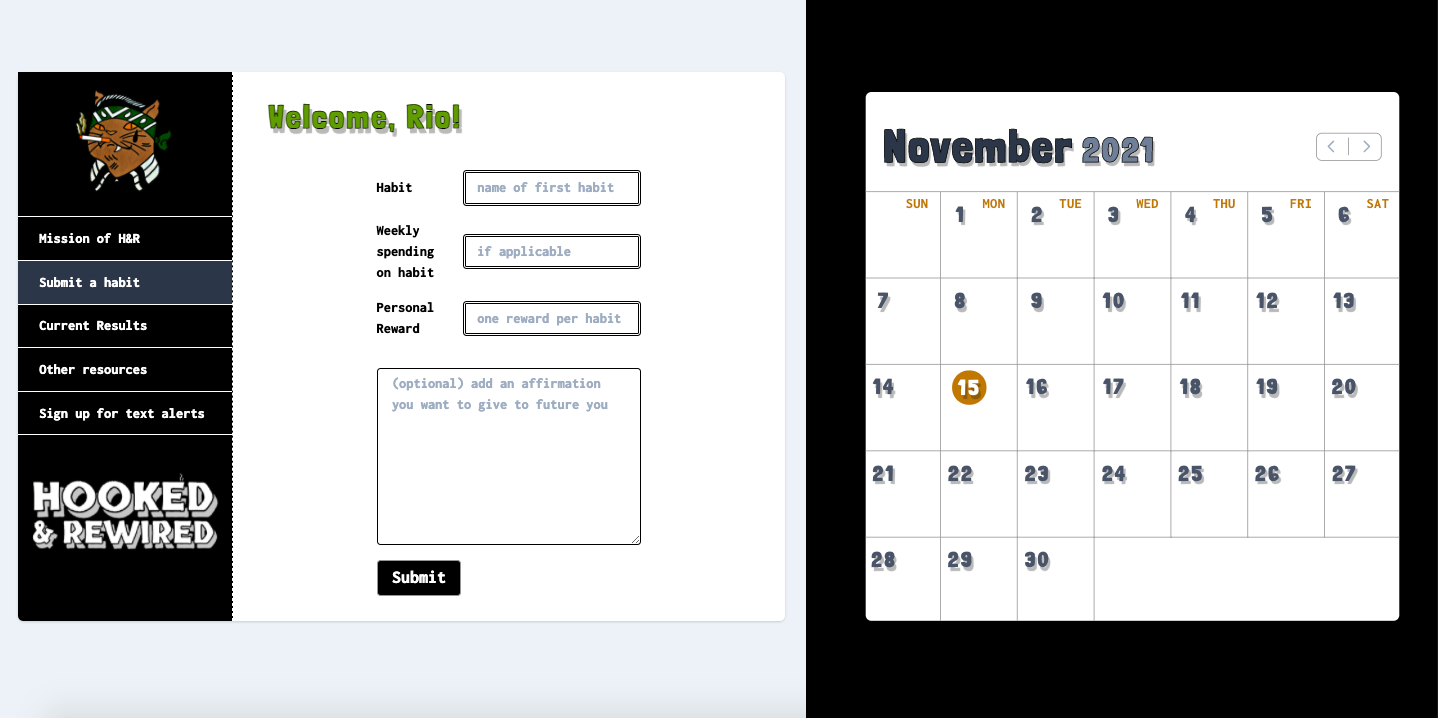 Mission of H&R
Submit a habit
Current Results
Other resources
Sign up for text alerts
HOOKED
& REWIRED
Welcome, Rio!
Habit
name of first habit
Weekly
spending
on habit
if applicable
Personal
Reward
one reward per habit
(optional) add an affirmation
you want to give to future you
Submit
November 2021
SUN MON TUE WED THU FRI SAT
1 2 3 4 5 6
7 8 9 10 11 12 13
14 15 16 17 18 19 20
21 22 23 24 25 26 27
28 29 30